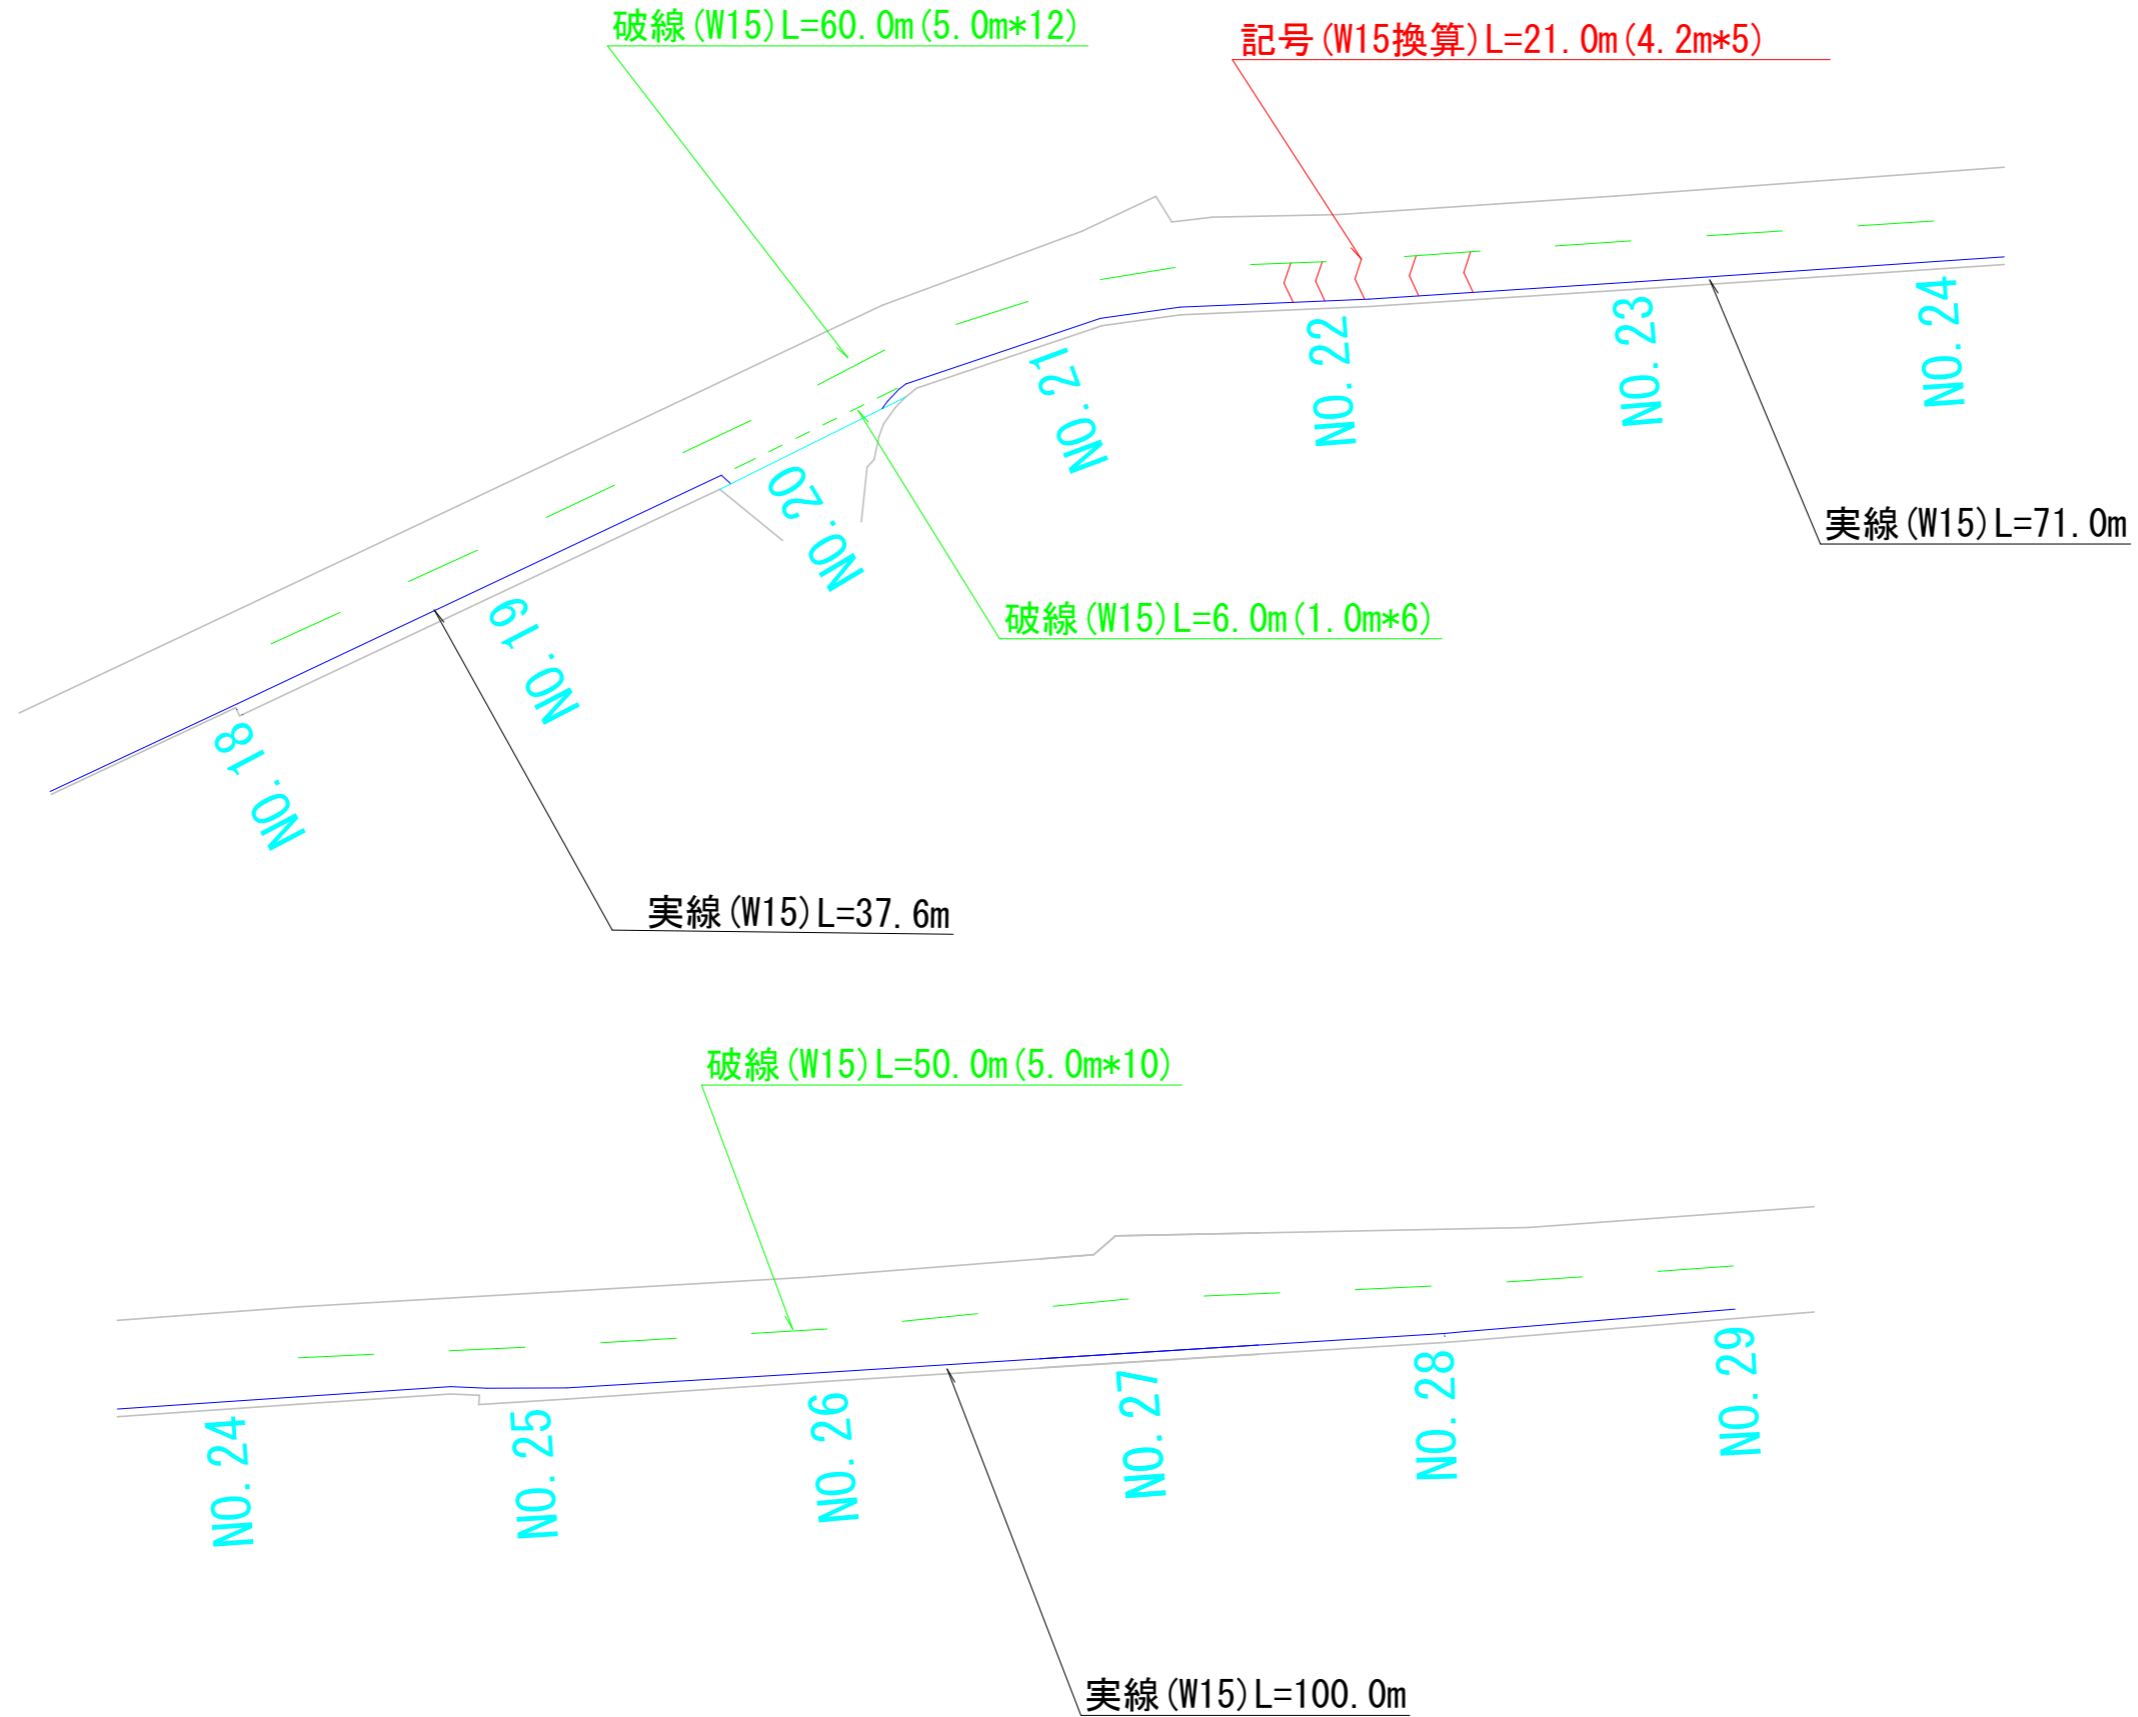 破線(W15)L=60.0m(5.0m*12)
記号(W15換算)L=21.0m(4.2m*5)
NO.24
NO.23
NO.22
NO.21
実線(W15)L=71.0m
NO.20
破線(W15)L=6.0m(1.0m*6)
NO.19
NO.18
実線(W15)L=37.6m
破線(W15)L=50.0m(5.0m*10)
NO.24
NO.25
NO.26
NO.27
NO.28
NO.29
実線(W15)L=100.0m